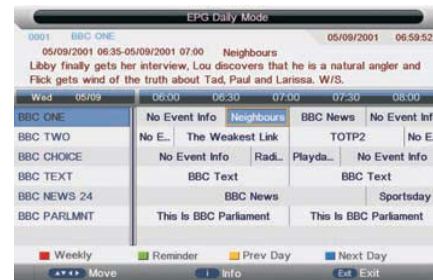 EPG Daily Mode
0001 BBC ONE 05/09/2001 06:59:52
05/09/2001 06:35-05/09/2001 07:00 Neighbours
Libby finally gets her interview, Lou discovers that he is a natural angler and
Flick gets wind of the truth about Tad, Paul and Larissa. W/S.
Wed 05/09 06:00 06:30 07:00 07:30 08:00
BBC ONE No Event Info Neighbours BBC News No Event Inf
BBC TWO No E... The Weakest Link TOTP2 No E
BBC CHOICE No Event Info Radi... Playda... No Event Info
BBC TEXT BBC Text BBC Text
BBC NEWS 24 BBC News Sportsday
BBC PARLMNT This Is BBC Parliament This Is BBC Parliament
Weekly Reminder Prev Day Next Day
Move i Info Exit Exit